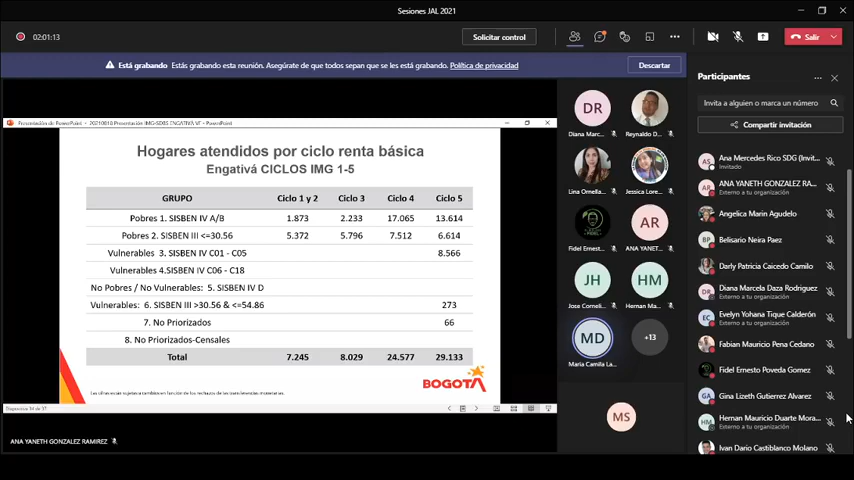 Sesiones JAL 2021
02:01:13
Solicitar control
Salir
Está grabando Estás grabando esta reunión. Asegúrate de que todos sepan que se les está grabando. Política de privacidad
Descartar
Hogares atendidos por ciclo renta básica
Engativá CICLOS IMG 1-5
GRUPO Ciclo 1 y 2 Ciclo 3 Ciclo 4 Ciclo 5
Pobres 1. SISBEN IV A/B 1.873 2.233 17.065 13.614
Pobres 2. SISBEN III <=30.56 5.372 5.796 7.512 6.614
Vulnerables 3. SISBEN IV C01 - C05 8.566
Vulnerables 4.SISBEN IV C06 - C18
No Pobres / No Vulnerables: 5. SISBEN IV D
Vulnerables: 6. SISBEN III >30.56 & <=54.86 273
7. No Priorizados 66
8. No Priorizados-Censales
Total 7.245 8.029 24.577 29.133
BOGOTÁ
ANA YANETH GONZALEZ RAMIREZ
DR
Diana Marc...
Reynaldo D...
Lina Ornella...
Jessica Lore...
Fidel Ernest...
AR
ANA YANET...
JH
Jose Corneli...
HM
Hernan Ma...
MD
Maria Camila La...
+13
MS
Participantes
Invita a alguien o marca un número
Compartir invitación
AS
Ana Mercedes Rico SDG (Invit...
Invitado
AR
ANA YANETH GONZALEZ RA...
Externo a tu organización
Angelica Marin Agudelo
BP
Belisario Neira Paez
Darly Patricia Caicedo Camilo
DR
Diana Marcela Daza Rodriguez
Externo a tu organización
EC
Evelyn Yohana Tique Calderón
Externo a tu organización
Fabian Mauricio Pena Cedano
Fidel Ernesto Poveda Gomez
GA
Gina Lizeth Gutierrez Alvarez
HM
Hernan Mauricio Duarte Mora...
Externo a tu organización
Ivan Dario Castiblanco Molano